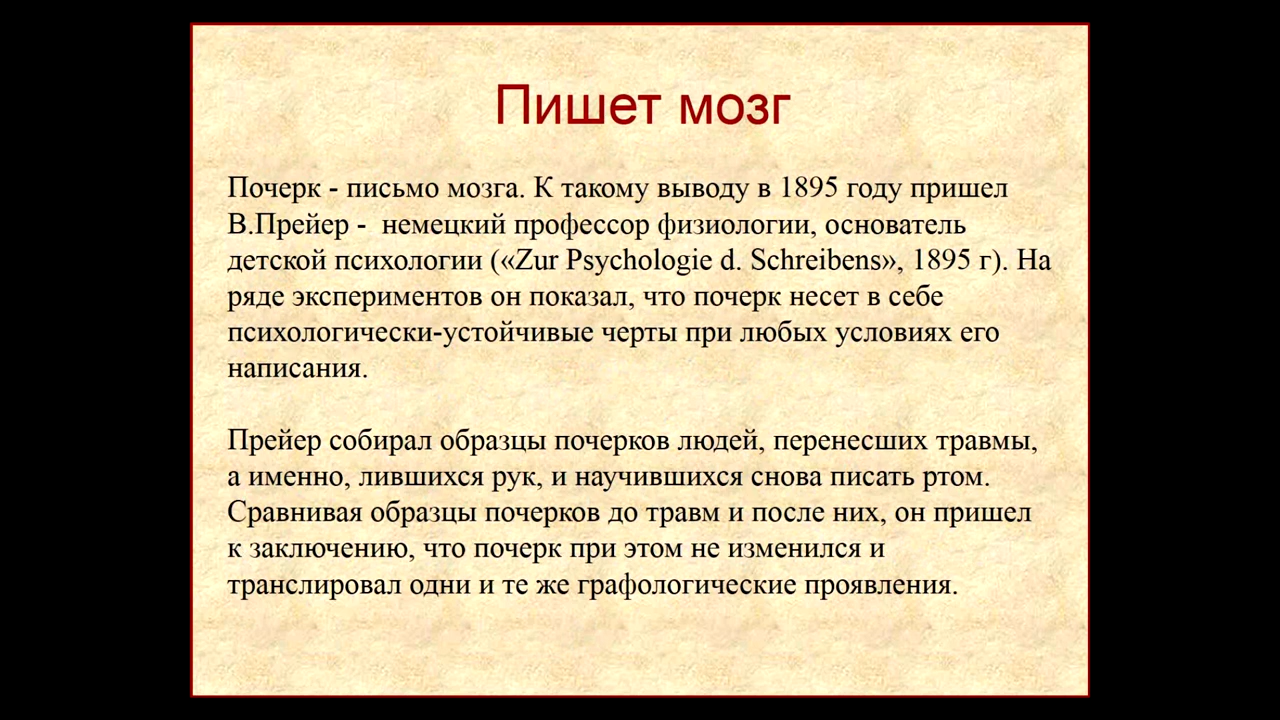 Пишет мозг
Почерк - письмо мозга. К такому выводу в 1895 году пришел
В.Прейер -  немецкий профессор физиологии, основатель
детской психологии («Zur Psychologie d. Schreibens», 1895 г). На
ряде экспериментов он показал, что почерк несет в себе
психологически-устойчивые черты при любых условиях его
написания.
Прейер собирал образцы почерков людей, перенесших травмы,
а именно, лившихся рук, и научившихся снова писать ртом.
Сравнивая образцы почерков до травм и после них, он пришел
к заключению, что почерк при этом не изменился и
транслировал одни и те же графологические проявления.